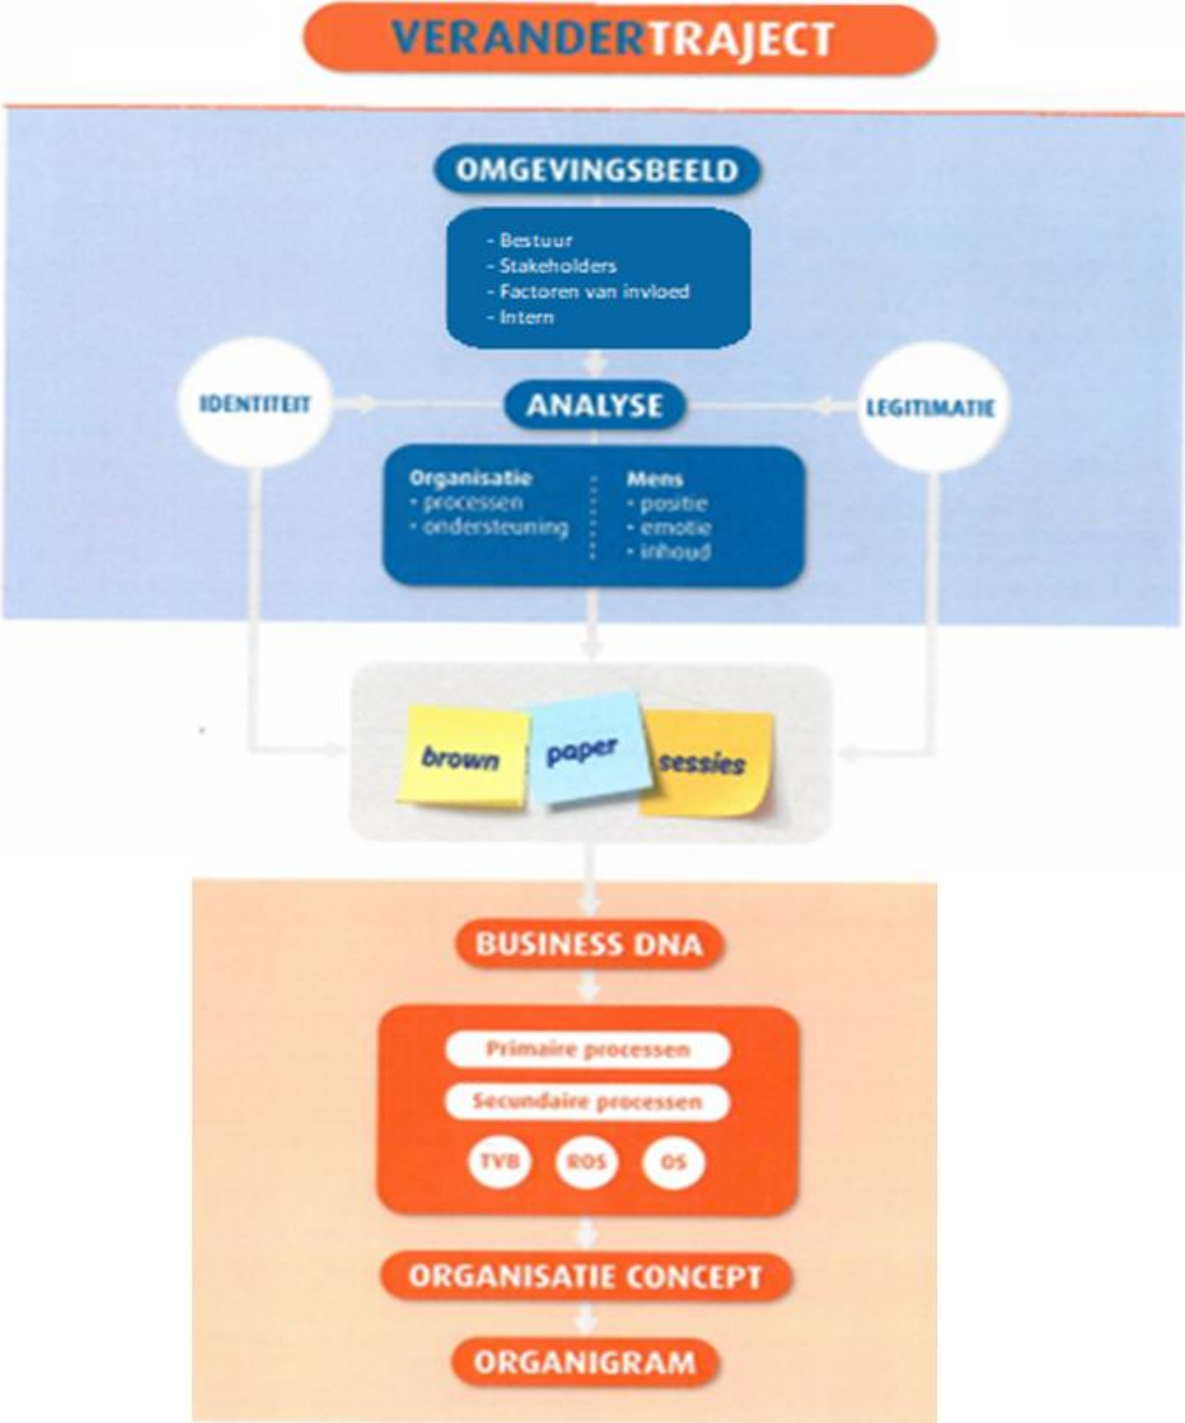 VERANDERTRAJECT
OMGEVINGSBEELD
- Bestuur
- Stakeholders
- Factoren van invloed
- Intern
IDENTITEIT
ANALYSE
LEGITIMATIE
Organisatie
• processen
• ondersteuning
Mens
• positie
• emotie
• inhoud
brown
paper
sessies
BUSINESS DNA
Primaire processen
Secundaire processen
TVB
ROS
OS
ORGANISATIE CONCEPT
ORGANIGRAM